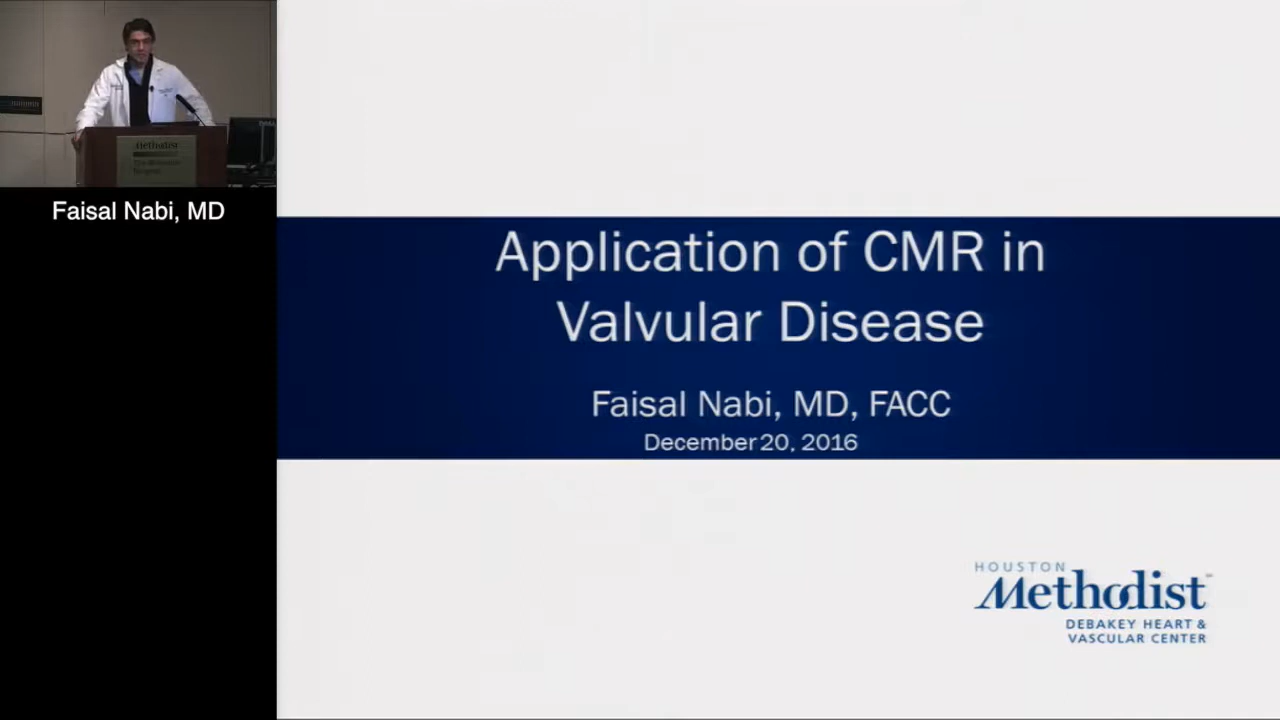 Methodist
Faisal Nabi, MD
Application of CMR in
Valvular Disease
Faisal Nabi, MD, FACC
December 20, 2016
HOUSTON
Methodist
DEBAKEY HEART &
VASCULAR CENTER